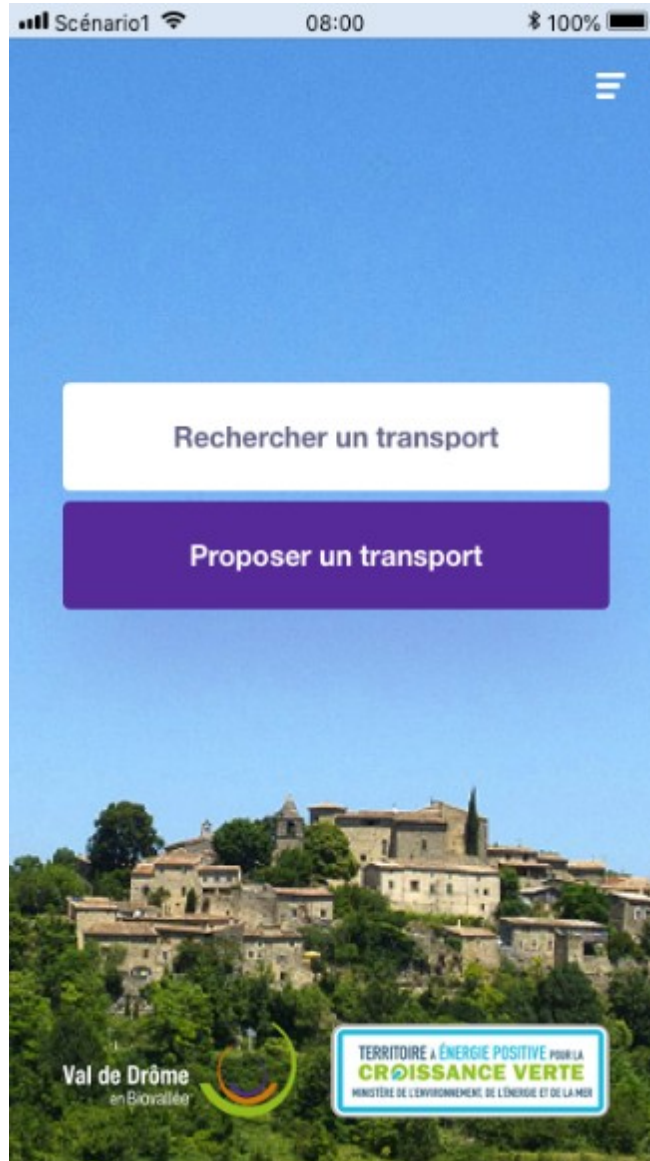 Scénario1 08:00 100%
Rechercher un transport
Proposer un transport
Val de Drôme
en Biovallée
TERRITOIRE À ÉNERGIE POSITIVE POUR LA
CROISSANCE VERTE
MINISTÈRE DE L'ENVIRONNEMENT, DE L'ÉNERGIE ET DE LA MER